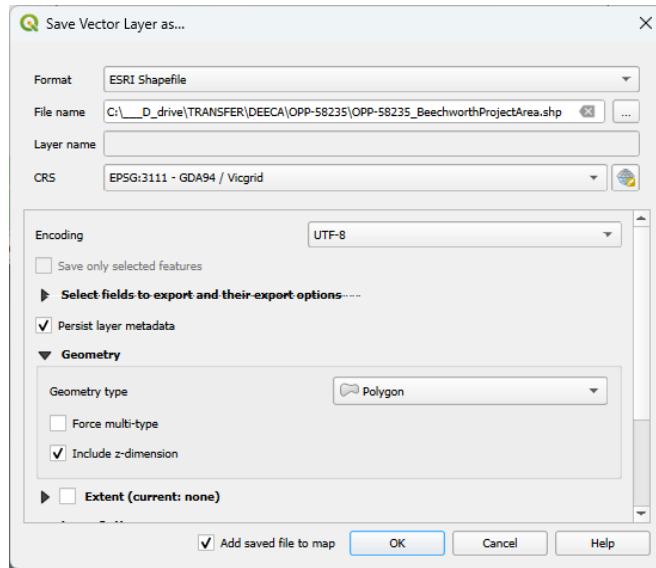 Save Vector Layer as...
Format ESRI Shapefile
File name C:\___D_drive\TRANSFER\DEECA\OPP-58235\OPP-58235_BeechworthProjectArea.shp ...
Layer name
CRS EPSG:3111 - GDA94 / Vicgrid
Encoding UTF-8
Save only selected features
Select fields to export and their export options
Persist layer metadata
Geometry
Geometry type Polygon
Force multi-type
Include z-dimension
Extent (current: none)
Add saved file to map OK Cancel Help